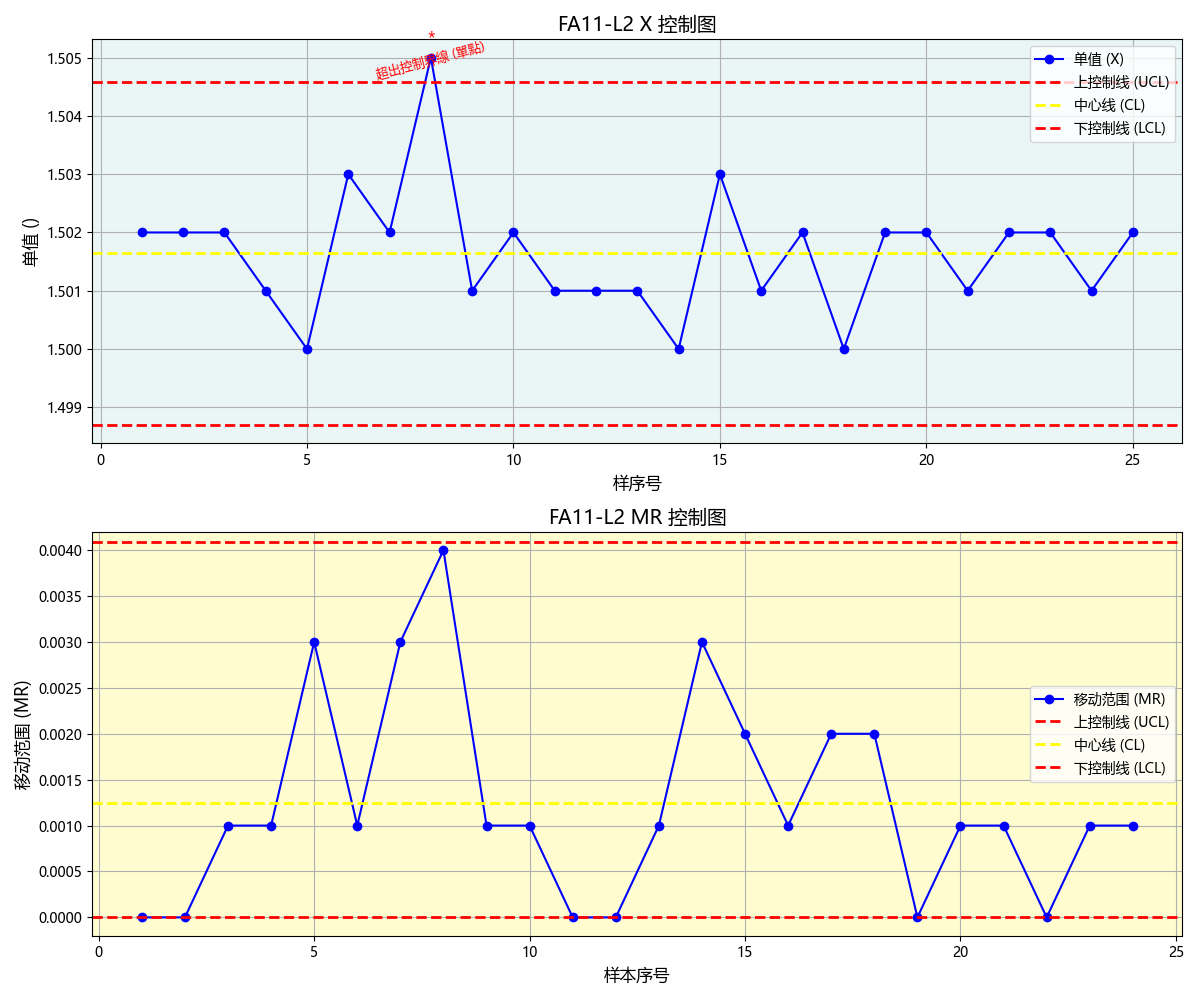 FA11-L2 X 控制图
*
超出控制界線 (單點)
单值 (X)
上控制线 (UCL)
中心线 (CL)
下控制线 (LCL)
1.505
1.504
1.503
1.502
1.501
1.500
1.499
单值 ()
0 5 10 15 20 25
样序号
FA11-L2 MR 控制图
0.0040
0.0035
0.0030
0.0025
0.0020
0.0015
0.0010
0.0005
0.0000
移动范围 (MR)
移动范围 (MR)
上控制线 (UCL)
中心线 (CL)
下控制线 (LCL)
0 5 10 15 20 25
样本序号